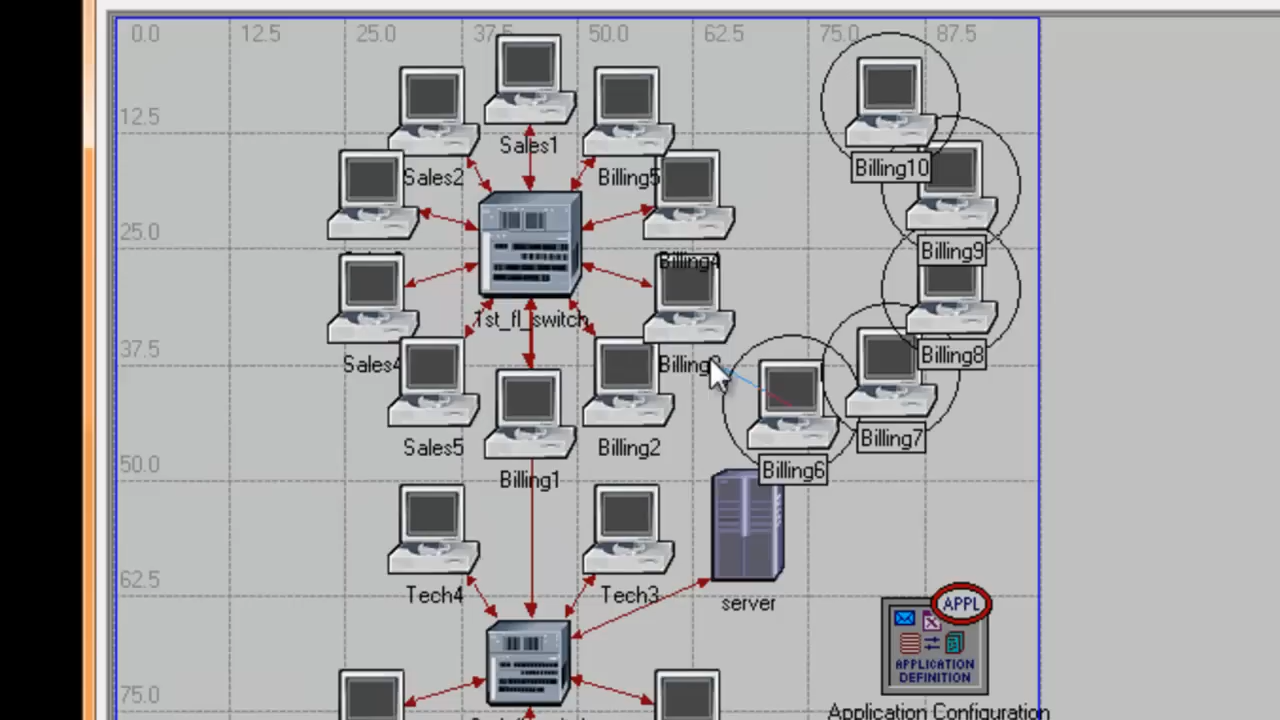 0.0 12.5 25.0 37.5 50.0 62.5 75.0 87.5
12.5
Sales1
Billing10
Sales2
Billing5
25.0
Billing9
Billing4
1st_fl_switch
37.5
Sales4
Billing8
Billing7
Sales5
Billing2
50.0
Billing6
Billing1
62.5
Tech4
Tech3
server
APPL
APPLICATION
DEFINITION
75.0
Application Configuration